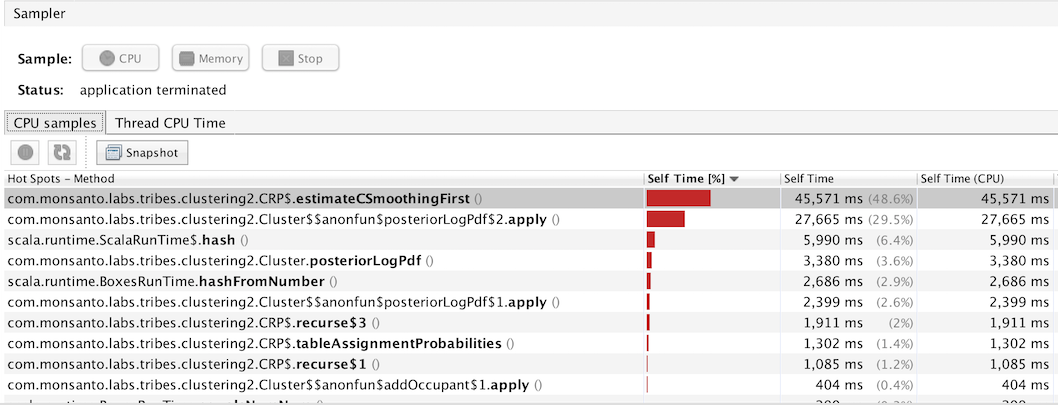 Sampler
Sample: CPU Memory Stop
Status: application terminated
CPU samples Thread CPU Time
Snapshot
Hot Spots – Method Self Time [%] Self Time Self Time (CPU)
com.monsanto.labs.tribes.clustering2.CRP$.estimateCSmoothingFirst () 45,571 ms (48.6%) 45,571 ms
com.monsanto.labs.tribes.clustering2.Cluster$$anonfun$posteriorLogPdf$2.apply () 27,665 ms (29.5%) 27,665 ms
scala.runtime.ScalaRunTime$.hash () 5,990 ms (6.4%) 5,990 ms
com.monsanto.labs.tribes.clustering2.Cluster.posteriorLogPdf () 3,380 ms (3.6%) 3,380 ms
scala.runtime.BoxesRunTime.hashFromNumber () 2,686 ms (2.9%) 2,686 ms
com.monsanto.labs.tribes.clustering2.Cluster$$anonfun$posteriorLogPdf$1.apply () 2,399 ms (2.6%) 2,399 ms
com.monsanto.labs.tribes.clustering2.CRP$.recurse$3 () 1,911 ms (2%) 1,911 ms
com.monsanto.labs.tribes.clustering2.CRP$.tableAssignmentProbabilities () 1,302 ms (1.4%) 1,302 ms
com.monsanto.labs.tribes.clustering2.CRP$.recurse$1 () 1,085 ms (1.2%) 1,085 ms
com.monsanto.labs.tribes.clustering2.Cluster$$anonfun$addOccupant$1.apply () 404 ms (0.4%) 404 ms